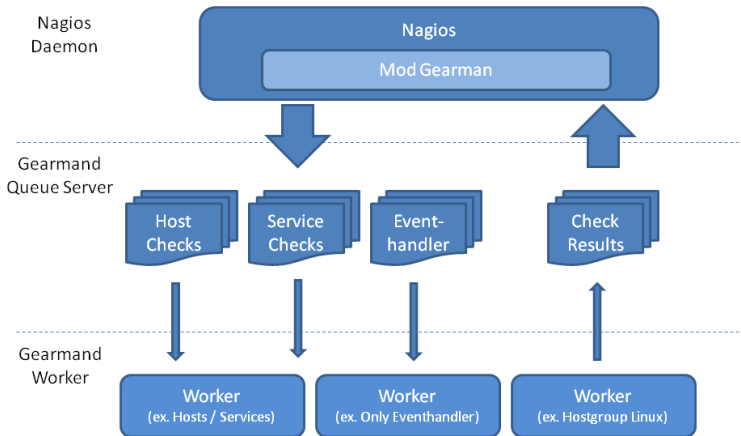 Nagios
Daemon
Nagios
Mod Gearman
Gearmand
Queue Server
Host
Checks
Service
Checks
Event-
handler
Check
Results
Gearmand
Worker
Worker
(ex. Hosts / Services)
Worker
(ex. Only Eventhandler)
Worker
(ex. Hostgroup Linux)